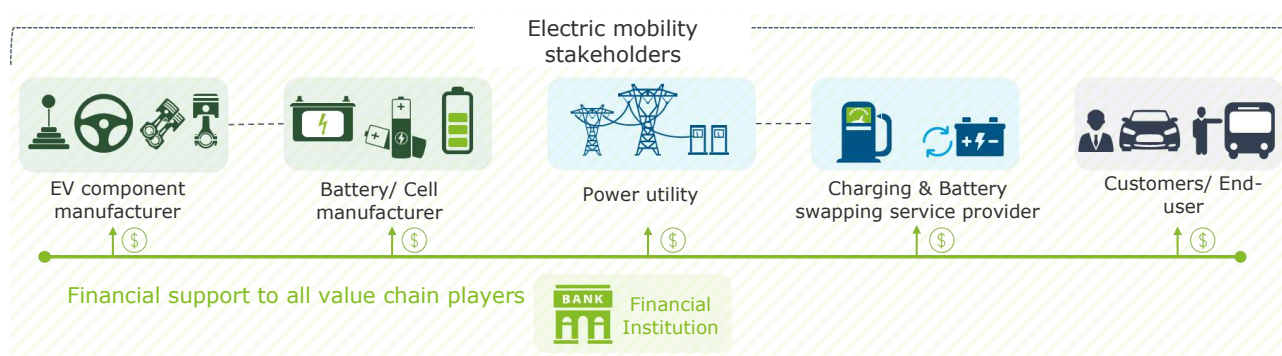 Electric mobility
stakeholders
EV component
manufacturer
Battery/ Cell
manufacturer
Power utility
Charging & Battery
swapping service provider
Customers/ End-
user
$
$
$
$
$
Financial support to all value chain players
BANK
Financial
Institution